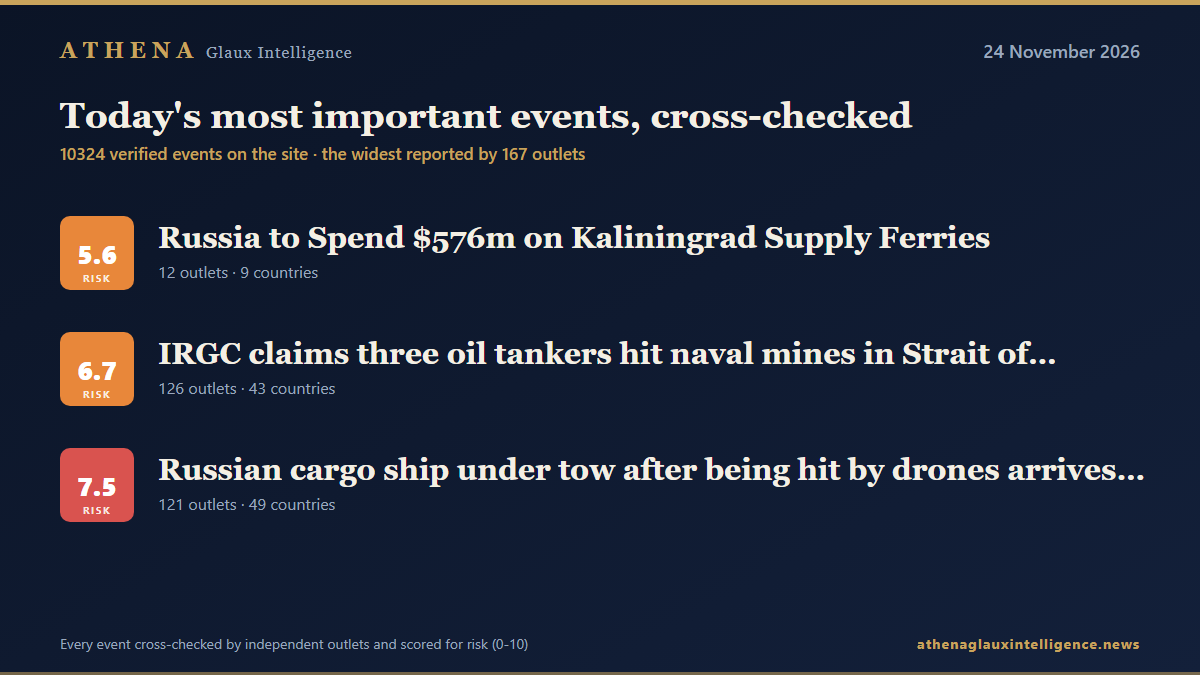 ATHENA Glaux Intelligence
24 November 2026
Today's most important events, cross-checked
10324 verified events on the site · the widest reported by 167 outlets
5.6
RISK
Russia to Spend $576m on Kaliningrad Supply Ferries
12 outlets · 9 countries
6.7
RISK
IRGC claims three oil tankers hit naval mines in Strait of...
126 outlets · 43 countries
7.5
RISK
Russian cargo ship under tow after being hit by drones arrives...
121 outlets · 49 countries
Every event cross-checked by independent outlets and scored for risk (0-10)
athenaglauxintelligence.news